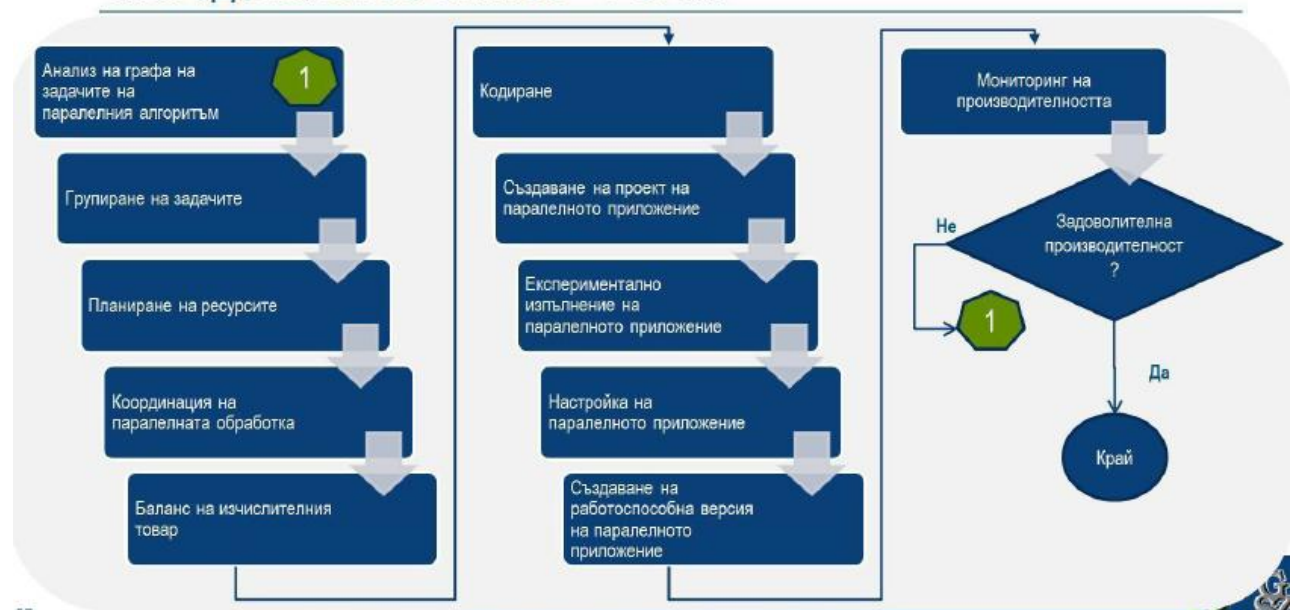 Анализ на графа на
задачите на
паралелния алгоритъм
1
Групиране на задачите
Планиране на ресурсите
Координация на
паралелната обработка
Баланс на изчислителния
товар
Кодиране
Създаване на проект на
паралелното приложение
Експериментално
изпълнение на
паралелното приложение
Настройка на
паралелното приложение
Създаване на
работоспособна версия
на паралелното
приложение
Мониторинг на
производителността
Задоволителна
производителност
?
Не
1
Да
Край